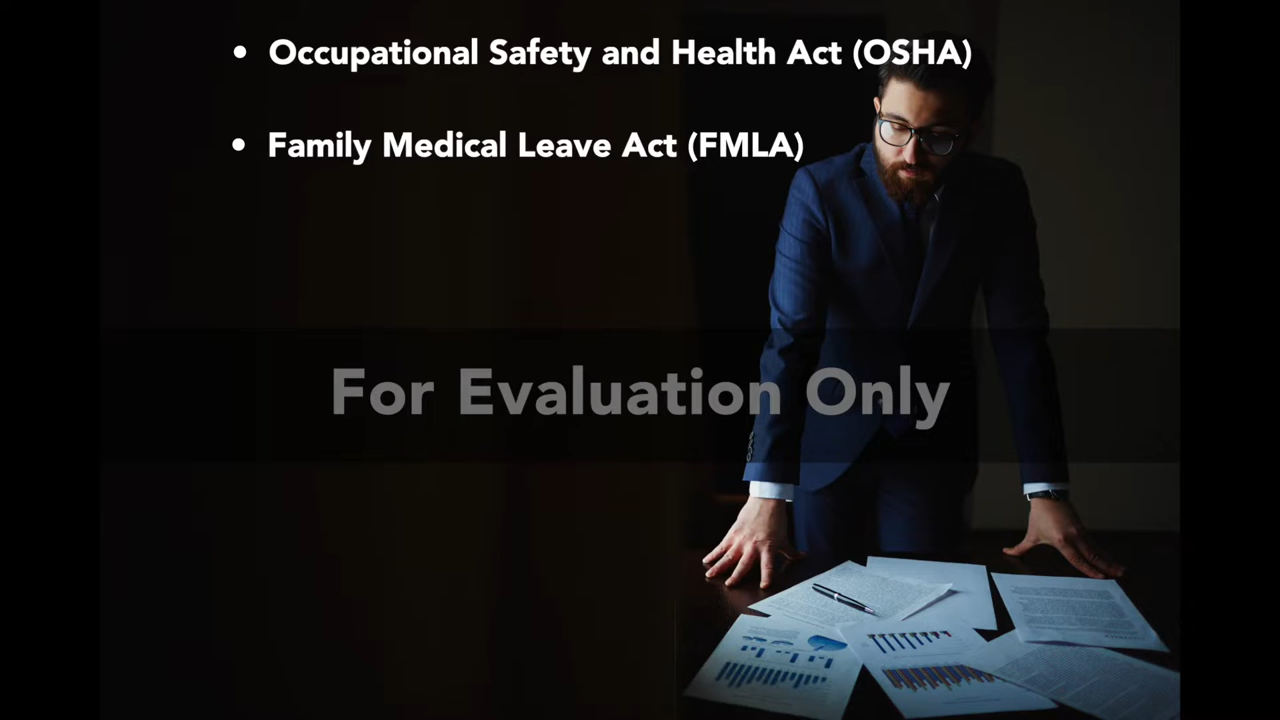 • Occupational Safety and Health Act (OSHA)
• Family Medical Leave Act (FMLA)
For Evaluation Only